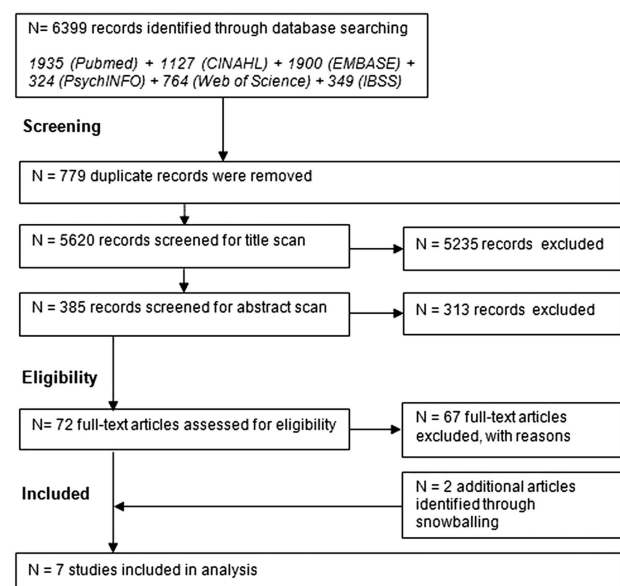 N= 6399 records identified through database searching
1935 (Pubmed) + 1127 (CINAHL) + 1900 (EMBASE) +
324 (PsychINFO) + 764 (Web of Science) + 349 (IBSS)
Screening
N = 779 duplicate records were removed
N = 5620 records screened for title scan
N = 5235 records excluded
N = 385 records screened for abstract scan
N = 313 records excluded
Eligibility
N= 72 full-text articles assessed for eligibility
N = 67 full-text articles
excluded, with reasons
Included
N = 2 additional articles
identified through
snowballing
N = 7 studies included in analysis